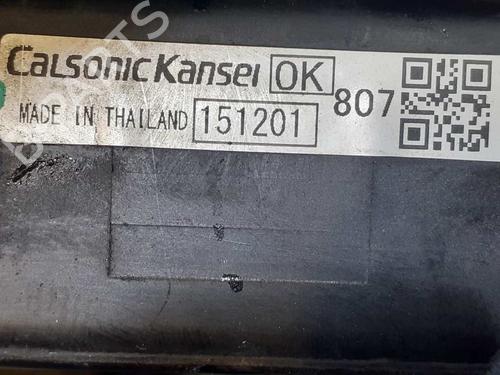 CalsonicKansei OK 807
MADE IN THAILAND 151201